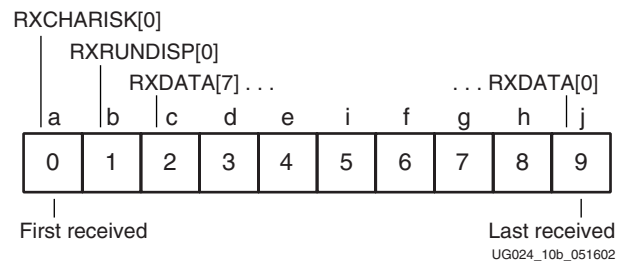 RXCHARISK[0]
RXRUNDISP[0]
RXDATA[7] . . . . . . RXDATA[0]
a b c d e i f g h j
0 1 2 3 4 5 6 7 8 9
First received Last received
UG024_10b_051602